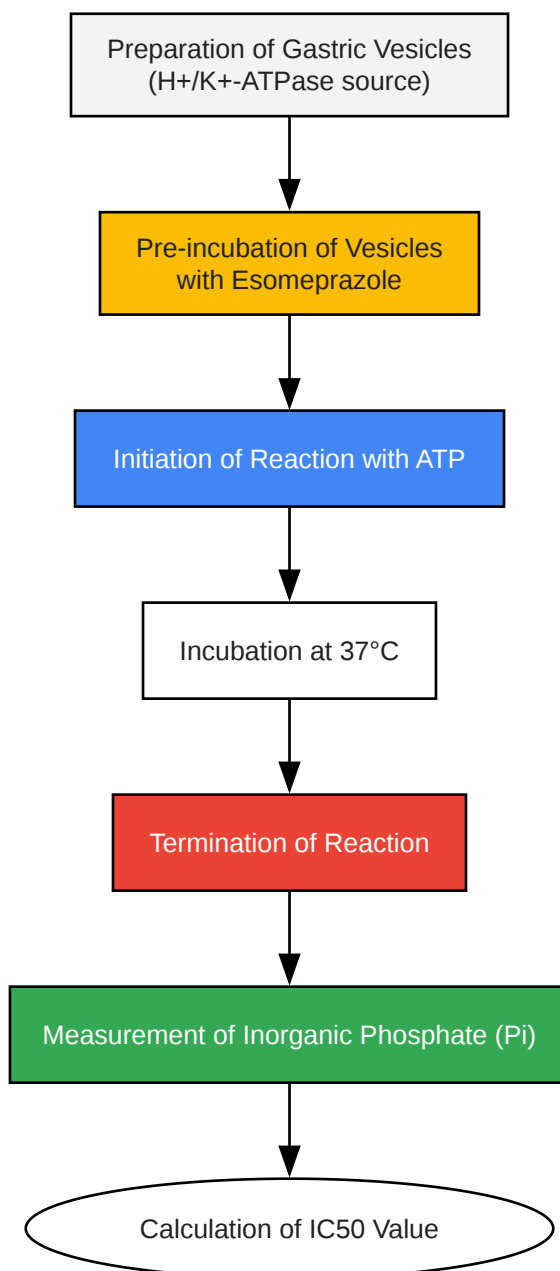 Preparation of Gastric Vesicles
(H+/K+-ATPase source)
Pre-incubation of Vesicles
with Esomeprazole
Initiation of Reaction with ATP
Incubation at 37°C
Termination of Reaction
Measurement of Inorganic Phosphate (Pi)
Calculation of IC50 Value